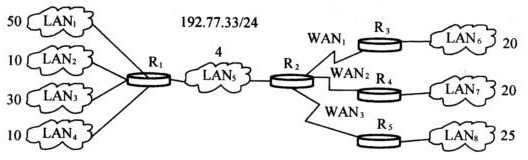 50 LAN₁
10 LAN₂
30 LAN₃
10 LAN₄
R₁
192.77.33/24
4
LAN₅
R₂
WAN₁
WAN₂
WAN₃
R₃
LAN₆ 20
R₄
LAN₇ 20
R₅
LAN₈ 25